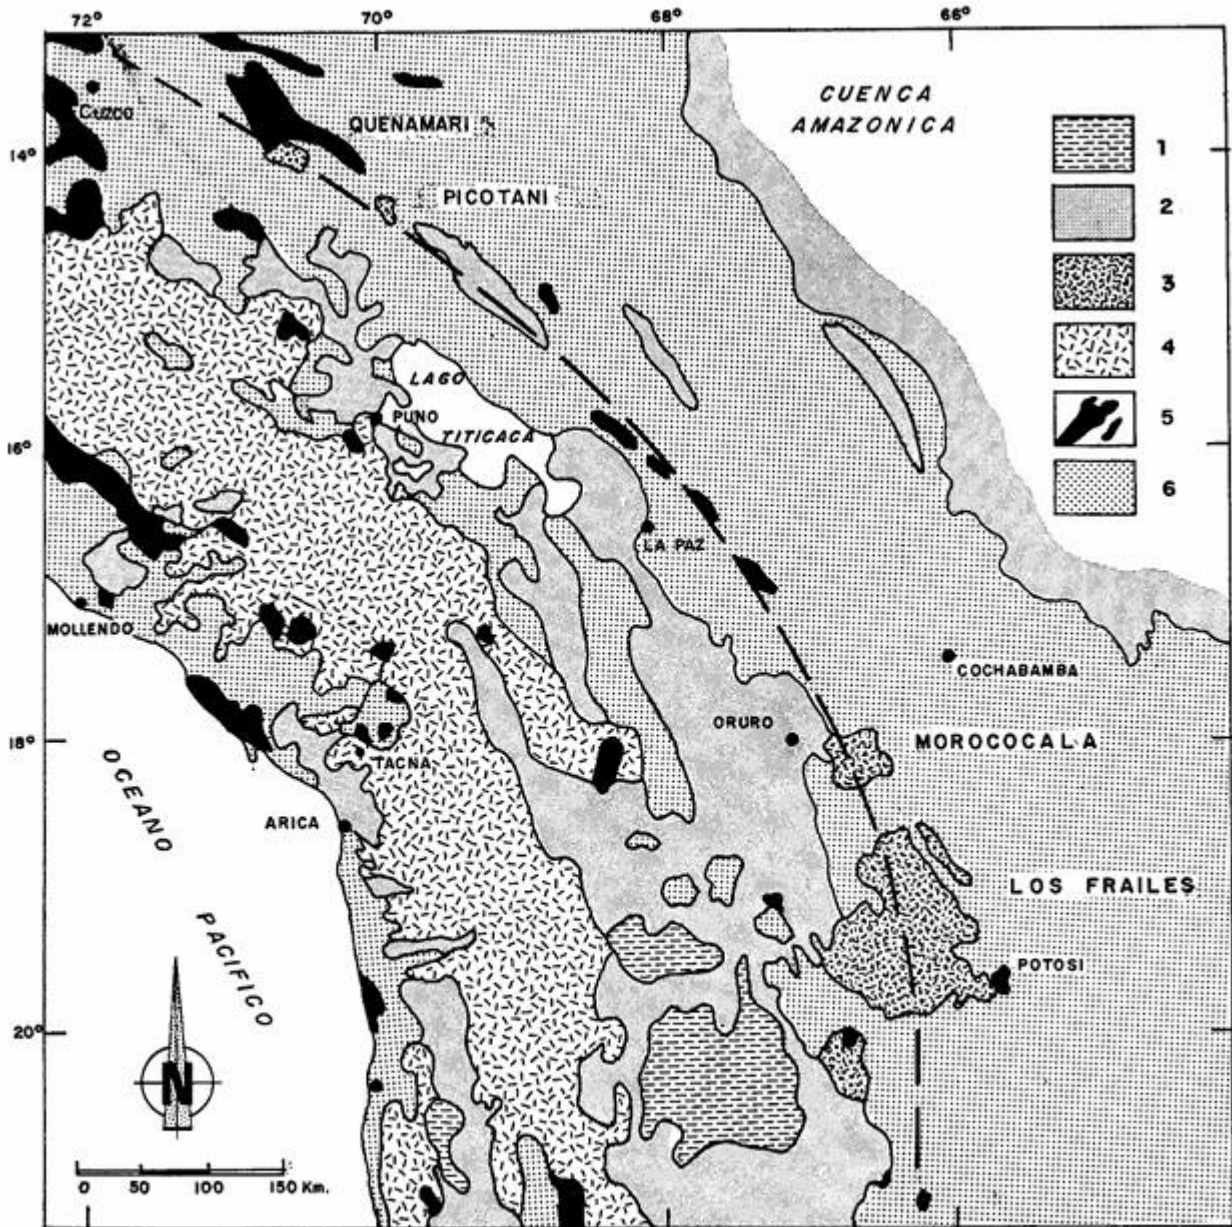 72° 70° 68° 66°
CUENCA
AMAZONICA
Cuzco
QUENAMARI
1
14°
PICOTANI
2
3
4
LAGO
PUNO
5
16°
TITICACA
6
LA PAZ
MOLLENDO
COCHABAMBA
ORURO
18°
MOROCOCALA
TACNA
OCEANO
ARICA
LOS FRAILES
PACIFICO
POTOSI
20°
N
0 50 100 150 Km.